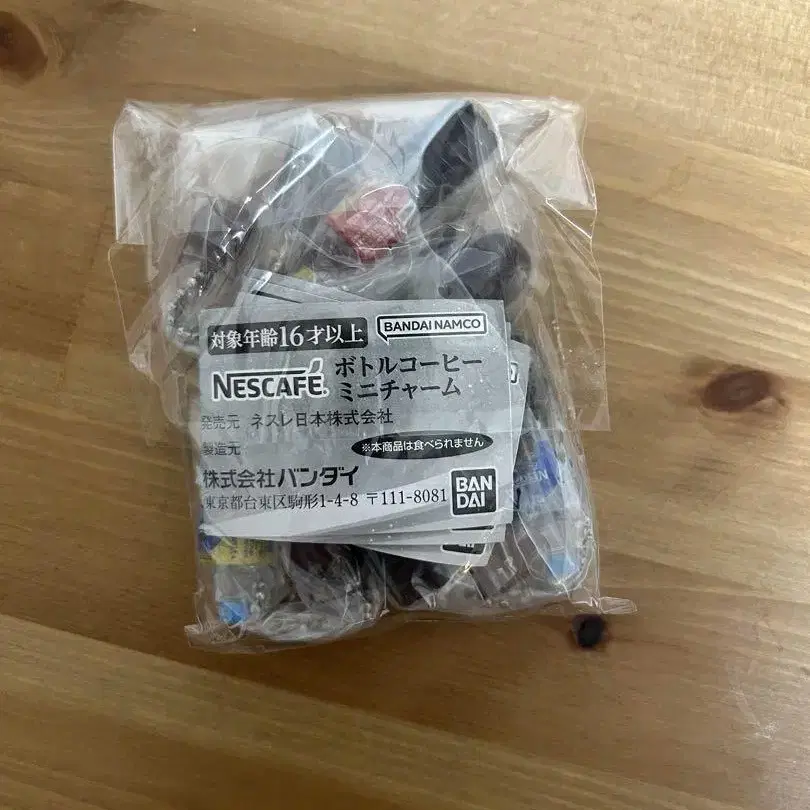 対象年齢16才以上
BANDAI NAMCO
NESCAFÉ
ボトルコーヒー
ミニチャーム
発売元 ネスレ日本株式会社
製造元
※本商品は食べられません
株式会社バンダイ
東京都台東区駒形1-4-8 〒111-8081
BAN
DAI